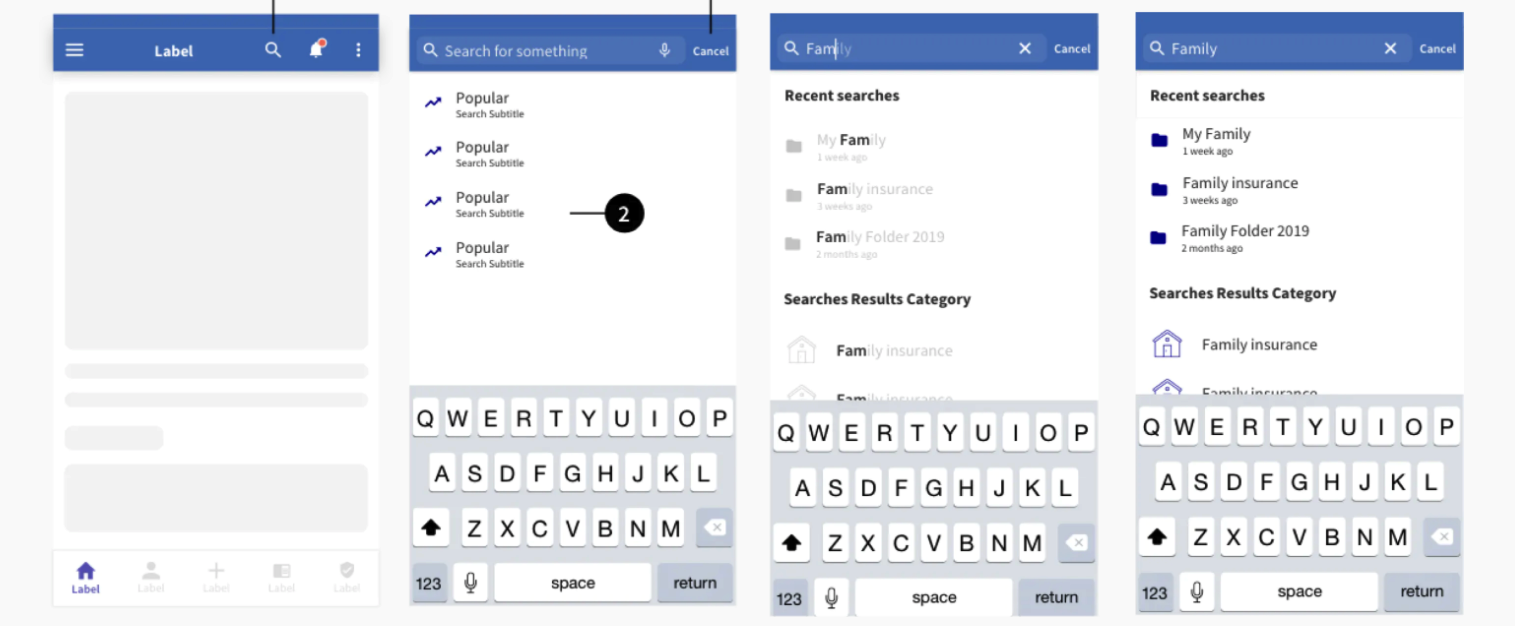 Label
Label
Label
Label
Label
Label
Search for something
Cancel
Popular
Search Subtitle
Popular
Search Subtitle
Popular
Search Subtitle
Popular
Search Subtitle
2
Q W E R T Y U I O P
A S D F G H J K L
Z X C V B N M
123
space
return
Family
Cancel
Recent searches
My Family
1 week ago
Family insurance
3 weeks ago
Family Folder 2019
2 months ago
Searches Results Category
Family insurance
Family insurance
Q W E R T Y U I O P
A S D F G H J K L
Z X C V B N M
123
space
return
Family
Cancel
Recent searches
My Family
1 week ago
Family insurance
3 weeks ago
Family Folder 2019
2 months ago
Searches Results Category
Family insurance
Family insurance
Q W E R T Y U I O P
A S D F G H J K L
Z X C V B N M
123
space
return